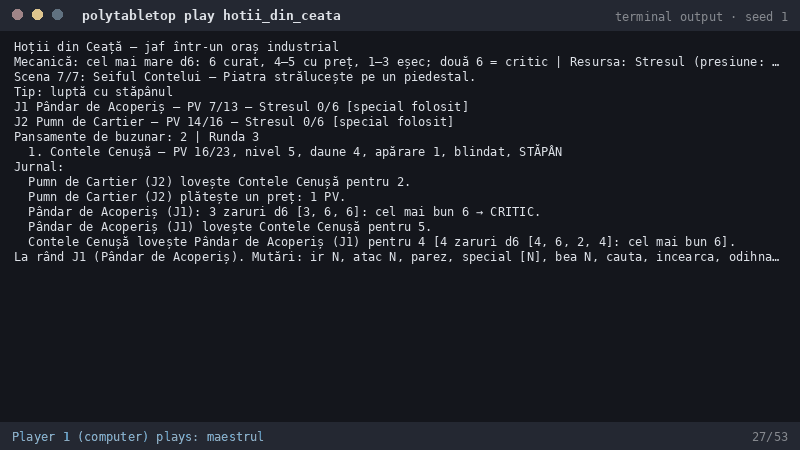 polytabletop play hotii_din_ceata
terminal output · seed 1
Hoții din Ceață — jaf într-un oraș industrial
Mecanică: cel mai mare d6: 6 curat, 4–5 cu preț, 1–3 eșec; două 6 = critic | Resursa: Stresul (presiune: …
Scena 7/7: Seiful Contelui — Piatra strălucește pe un piedestal.
Tip: luptă cu stăpânul
J1 Pândar de Acoperiș — PV 7/13 — Stresul 0/6 [special folosit]
J2 Pumn de Cartier — PV 14/16 — Stresul 0/6 [special folosit]
Pansamente de buzunar: 2 | Runda 3
1. Contele Cenușă — PV 16/23, nivel 5, daune 4, apărare 1, blindat, STĂPÂN
Jurnal:
Pumn de Cartier (J2) lovește Contele Cenușă pentru 2.
Pumn de Cartier (J2) plătește un preț: 1 PV.
Pândar de Acoperiș (J1): 3 zaruri d6 [3, 6, 6]: cel mai bun 6 → CRITIC.
Pândar de Acoperiș (J1) lovește Contele Cenușă pentru 5.
Contele Cenușă lovește Pândar de Acoperiș (J1) pentru 4 [4 zaruri d6 [4, 6, 2, 4]: cel mai bun 6].
La rând J1 (Pândar de Acoperiș). Mutări: ir N, atac N, parez, special [N], bea N, cauta, incearca, odihna…
Player 1 (computer) plays: maestrul
27/53